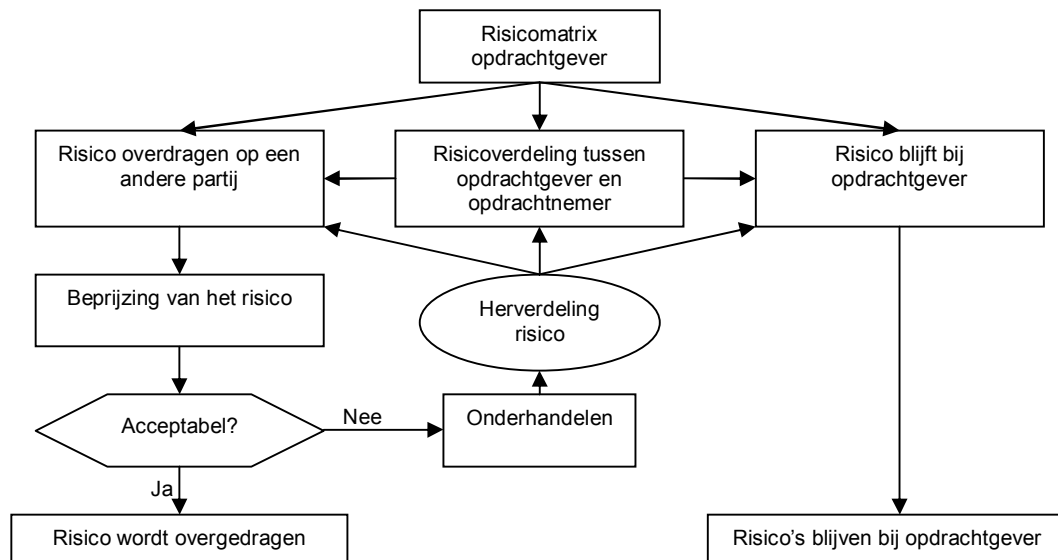 Risicomatrix
opdrachtgever
Risico overdragen op een
andere partij
Risicoverdeling tussen
opdrachtgever en
opdrachtnemer
Risico blijft bij
opdrachtgever
Beprijzing van het risico
Herverdeling
risico
Acceptabel?
Nee
Onderhandelen
Ja
Risico wordt overgedragen
Risico's blijven bij opdrachtgever